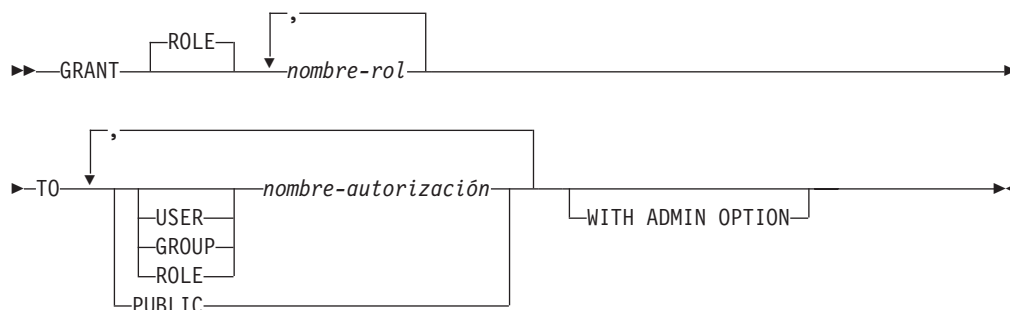 ROLE ,
GRANT nombre-rol
,
TO nombre-autorización
USER WITH ADMIN OPTION
GROUP
ROLE
PUBLIC